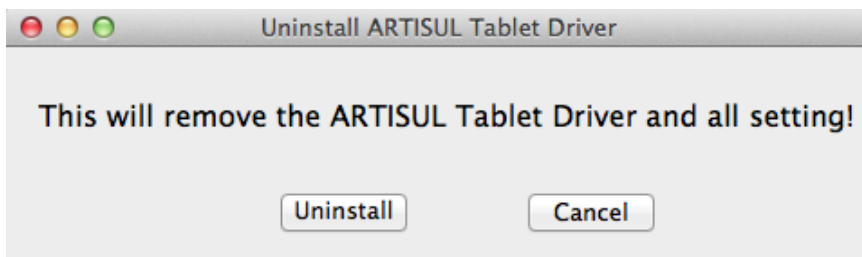 Uninstall ARTISUL Tablet Driver
This will remove the ARTISUL Tablet Driver and all setting!
Uninstall Cancel